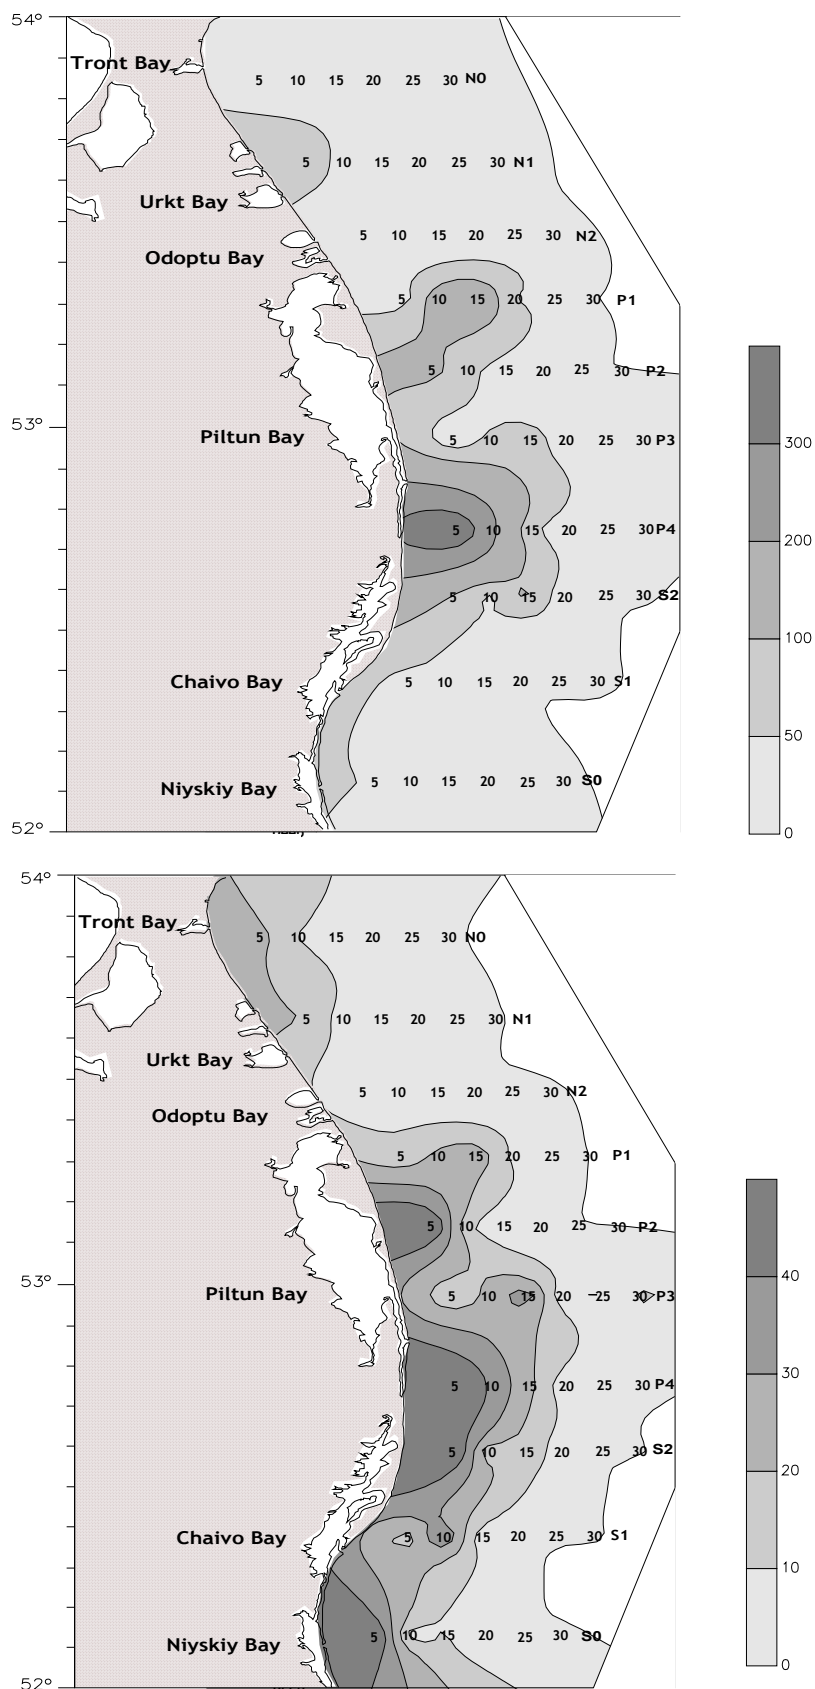 54°
Tront Bay
5 10 15 20 25 30 N0
5 10 15 20 25 30 N1
Urkt Bay
5 10 15 20 25 30 N2
Odoptu Bay
5 10 15 20 25 30 P1
5 10 15 20 25 30 P2
53°
Piltun Bay
5 10 15 20 25 30 P3
300
5 10 15 20 25 30 P4
200
5 10 15 20 25 30 S2
100
Chaivo Bay
5 10 15 20 25 30 S1
50
Niyskiy Bay
5 10 15 20 25 30 S0
52°
0
54°
Tront Bay
5 10 15 20 25 30 N0
5 10 15 20 25 30 N1
Urkt Bay
5 10 15 20 25 30 N2
Odoptu Bay
5 10 15 20 25 30 P1
5 10 15 20 25 30 P2
53°
Piltun Bay
5 10 15 20 25 30 P3
40
5 10 15 20 25 30 P4
30
5 10 15 20 25 30 S2
20
Chaivo Bay
5 10 15 20 25 30 S1
10
Niyskiy Bay
5 10 15 20 25 30 S0
0
52°